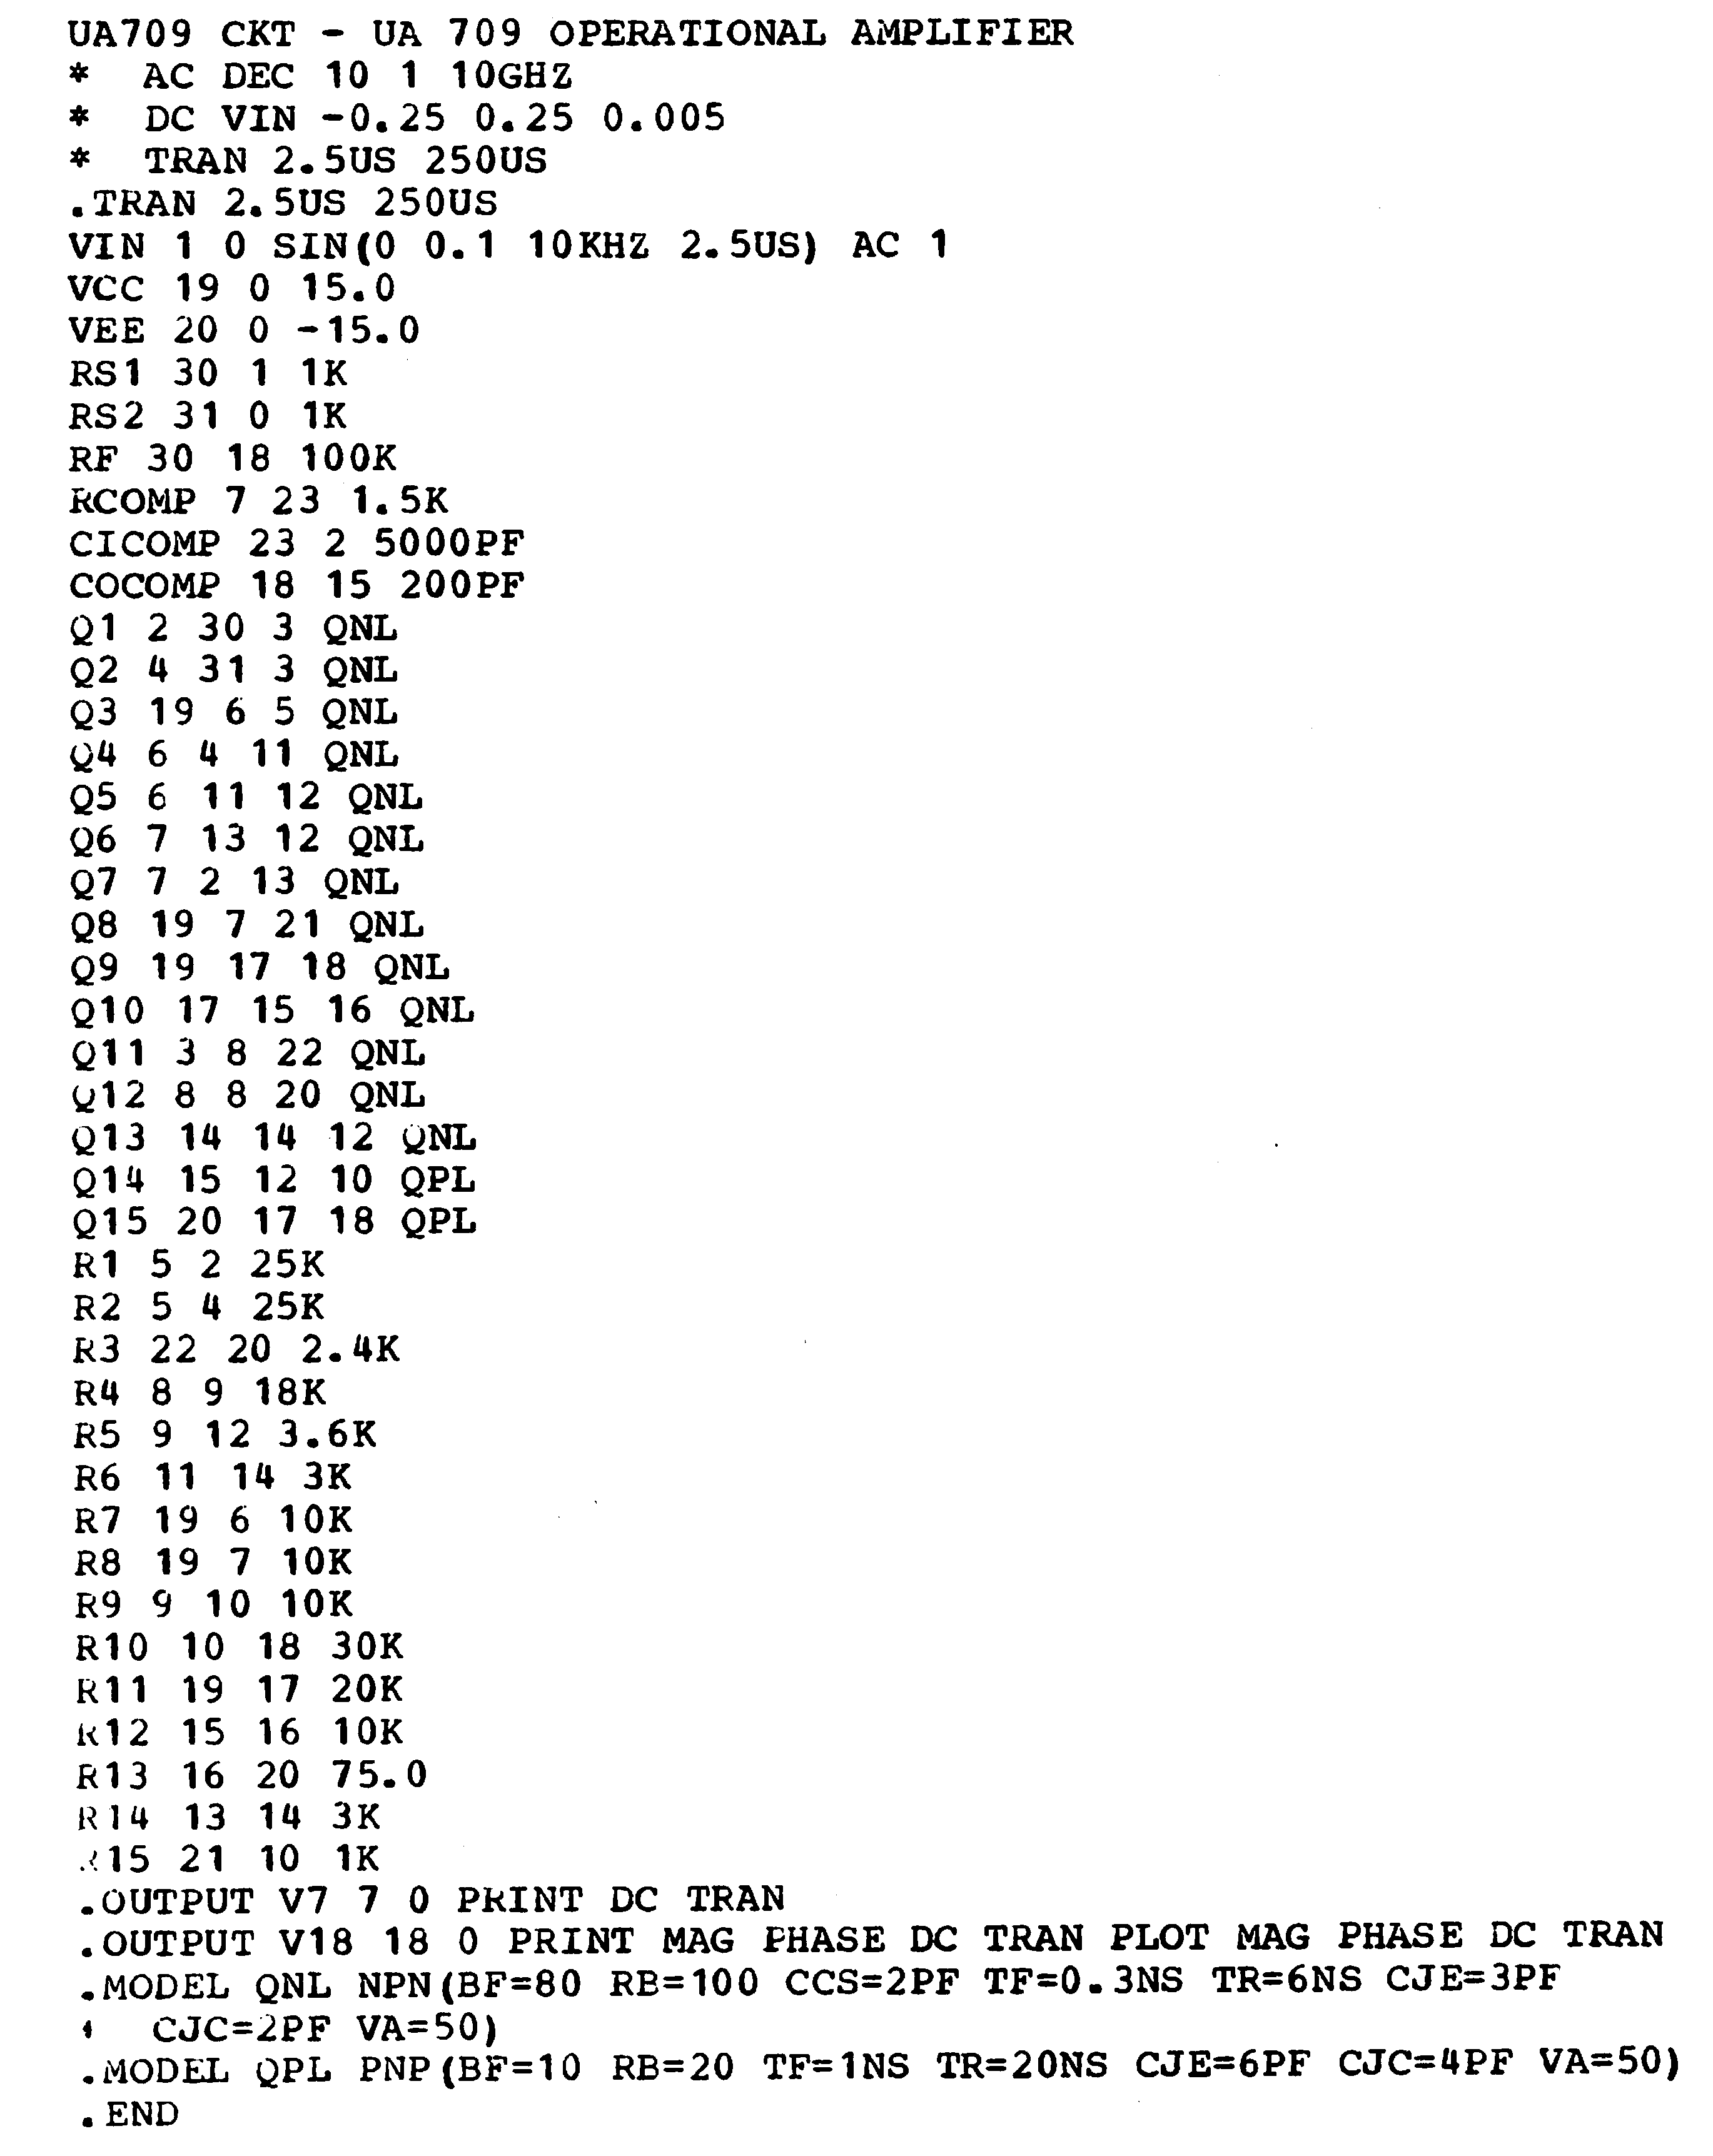 UA709 CKT - UA 709 OPERATIONAL AMPLIFIER
*  AC DEC 10 1 10GHZ
*  DC VIN -0.25 0.25 0.005
*  TRAN 2.5US 250US
.TRAN 2.5US 250US
VIN 1 0 SIN(0 0.1 10KHZ 2.5US) AC 1
VCC 19 0 15.0
VEE 20 0 -15.0
RS1 30 1 1K
RS2 31 0 1K
RF 30 18 100K
RCOMP 7 23 1.5K
CICOMP 23 2 5000PF
COCOMP 18 15 200PF
Q1 2 30 3 QNL
Q2 4 31 3 QNL
Q3 19 6 5 QNL
Q4 6 4 11 QNL
Q5 6 11 12 QNL
Q6 7 13 12 QNL
Q7 7 2 13 QNL
Q8 19 7 21 QNL
Q9 19 17 18 QNL
Q10 17 15 16 QNL
Q11 3 8 22 QNL
Q12 8 8 20 QNL
Q13 14 14 12 QNL
Q14 15 12 10 QPL
Q15 20 17 18 QPL
R1 5 2 25K
R2 5 4 25K
R3 22 20 2.4K
R4 8 9 18K
R5 9 12 3.6K
R6 11 14 3K
R7 19 6 10K
R8 19 7 10K
R9 9 10 10K
R10 10 18 30K
R11 19 17 20K
R12 15 16 10K
R13 16 20 75.0
R14 13 14 3K
R15 21 10 1K
.OUTPUT V7 7 0 PRINT DC TRAN
.OUTPUT V18 18 0 PRINT MAG PHASE DC TRAN PLOT MAG PHASE DC TRAN
.MODEL QNL NPN(BF=80 RB=100 CCS=2PF TF=0.3NS TR=6NS CJE=3PF
+  CJC=2PF VA=50)
.MODEL QPL PNP(BF=10 RB=20 TF=1NS TR=20NS CJE=6PF CJC=4PF VA=50)
.END